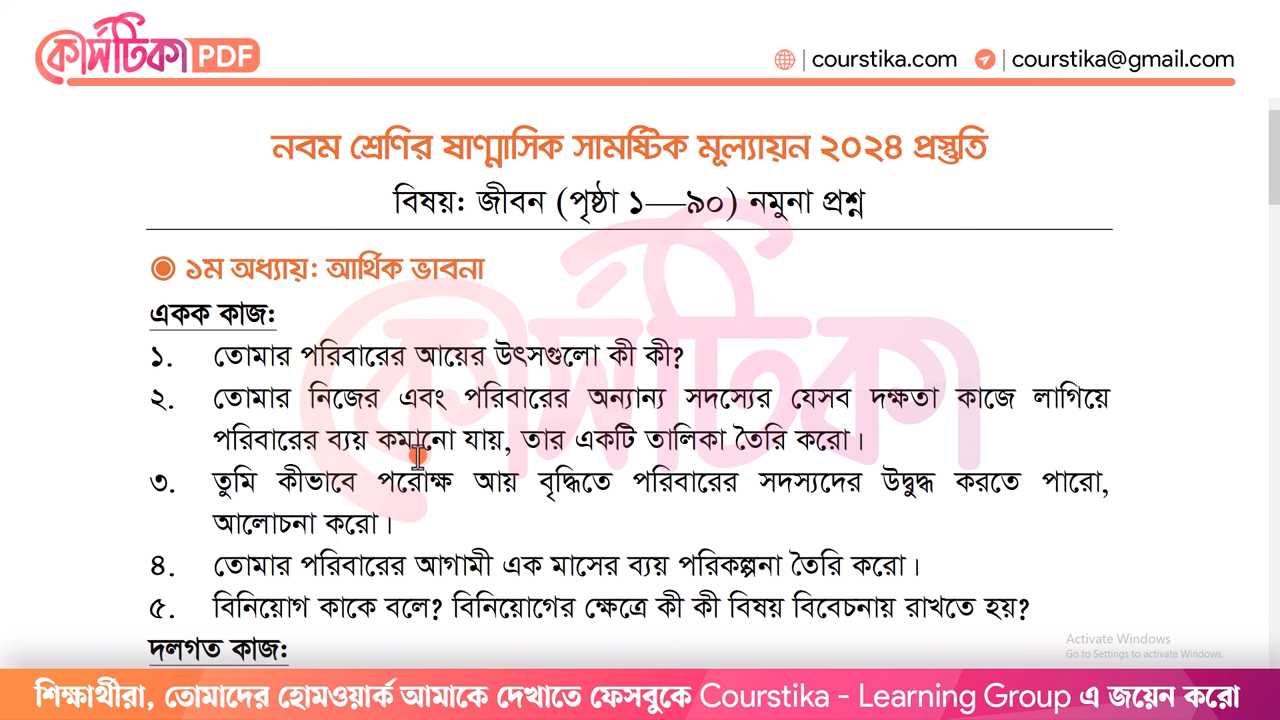 কোর্সটিকা PDF
courstika.com
courstika@gmail.com
নবম শ্রেণির ষাণ্মাসিক সামষ্টিক মূল্যায়ন ২০২৪ প্রস্তুতি
বিষয়: জীবন (পৃষ্ঠা ১—৯০) নমুনা প্রশ্ন
১ম অধ্যায়: আর্থিক ভাবনা
একক কাজ:
১. তোমার পরিবারের আয়ের উৎসগুলো কী কী?
২. তোমার নিজের এবং পরিবারের অন্যান্য সদস্যের যেসব দক্ষতা কাজে লাগিয়ে
পরিবারের ব্যয় কমানো যায়, তার একটি তালিকা তৈরি করো।
৩. তুমি কীভাবে পরোক্ষ আয় বৃদ্ধিতে পরিবারের সদস্যদের উদ্বুদ্ধ করতে পারো,
আলোচনা করো।
৪. তোমার পরিবারের আগামী এক মাসের ব্যয় পরিকল্পনা তৈরি করো।
৫. বিনিয়োগ কাকে বলে? বিনিয়োগের ক্ষেত্রে কী কী বিষয় বিবেচনায় রাখতে হয়?
দলগত কাজ:
কোর্সটিকা
Activate Windows
Go to Settings to activate Windows.
শিক্ষার্থীরা, তোমাদের হোমওয়ার্ক আমাকে দেখাতে ফেসবুকে Courstika - Learning Group এ জয়েন করো